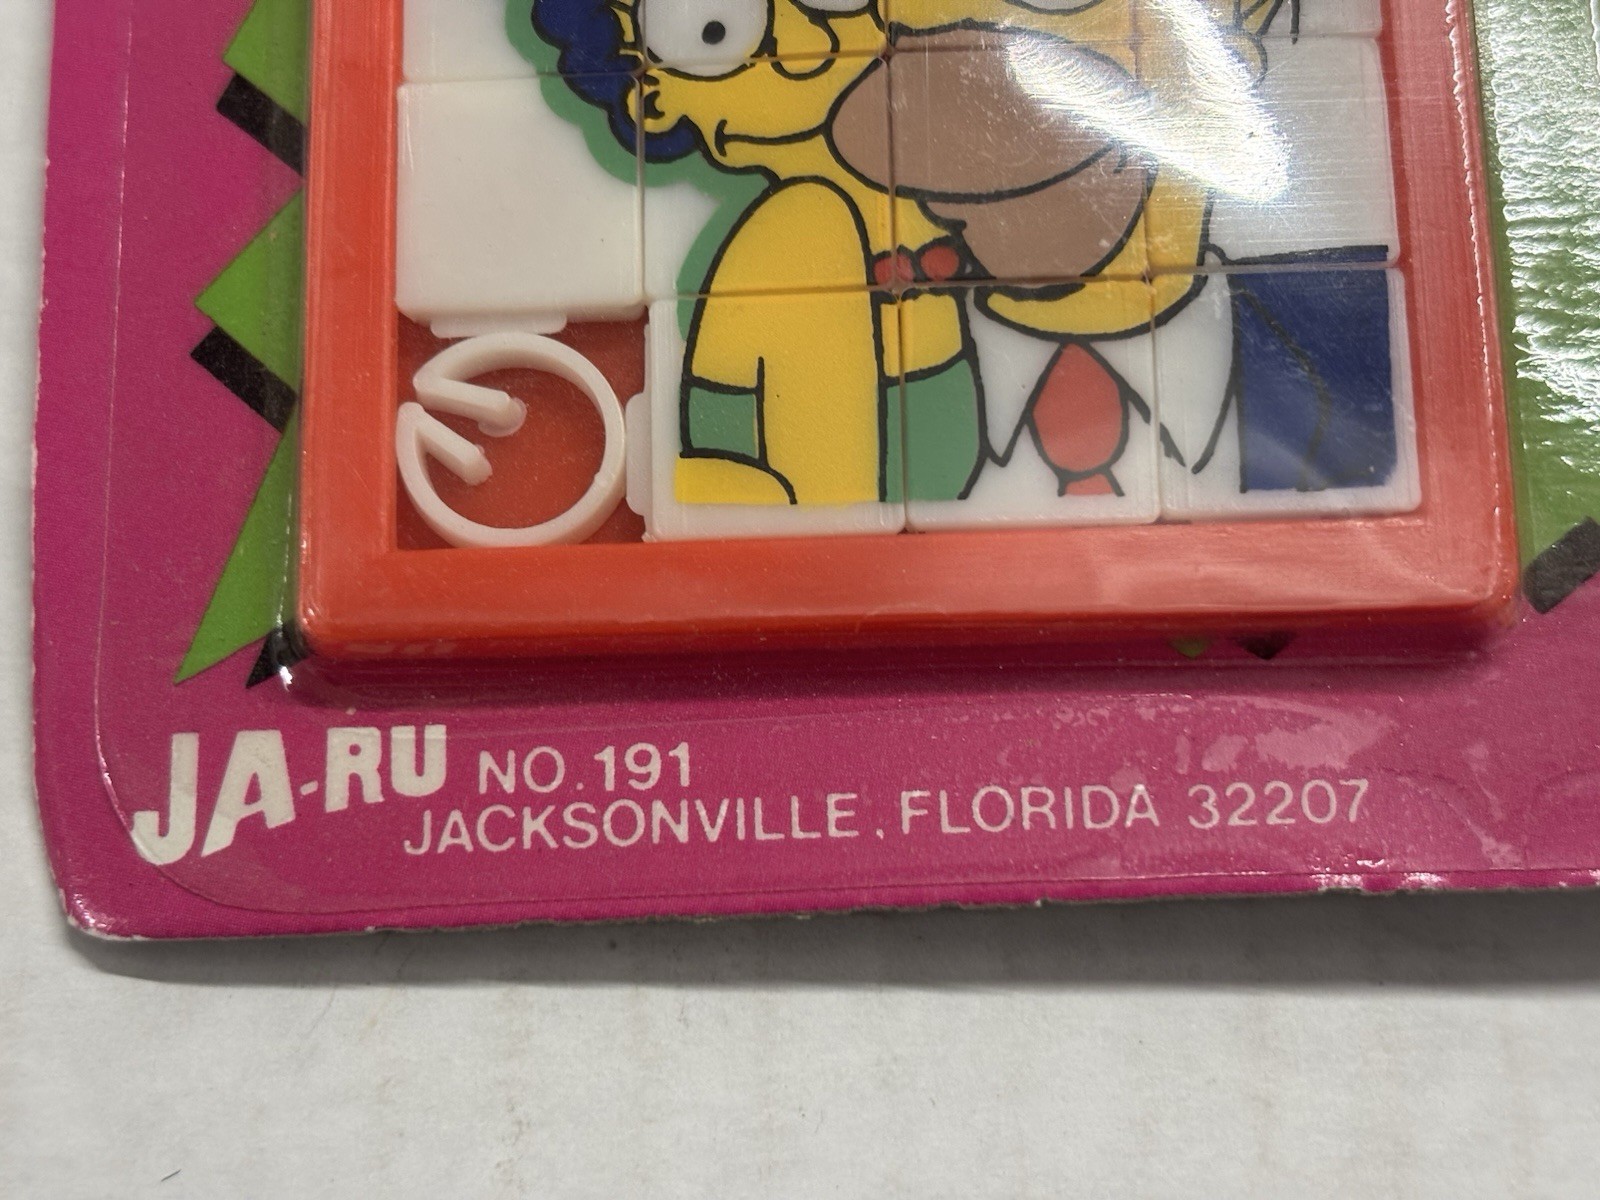 JA-RU NO. 191
JACKSONVILLE, FLORIDA 32207